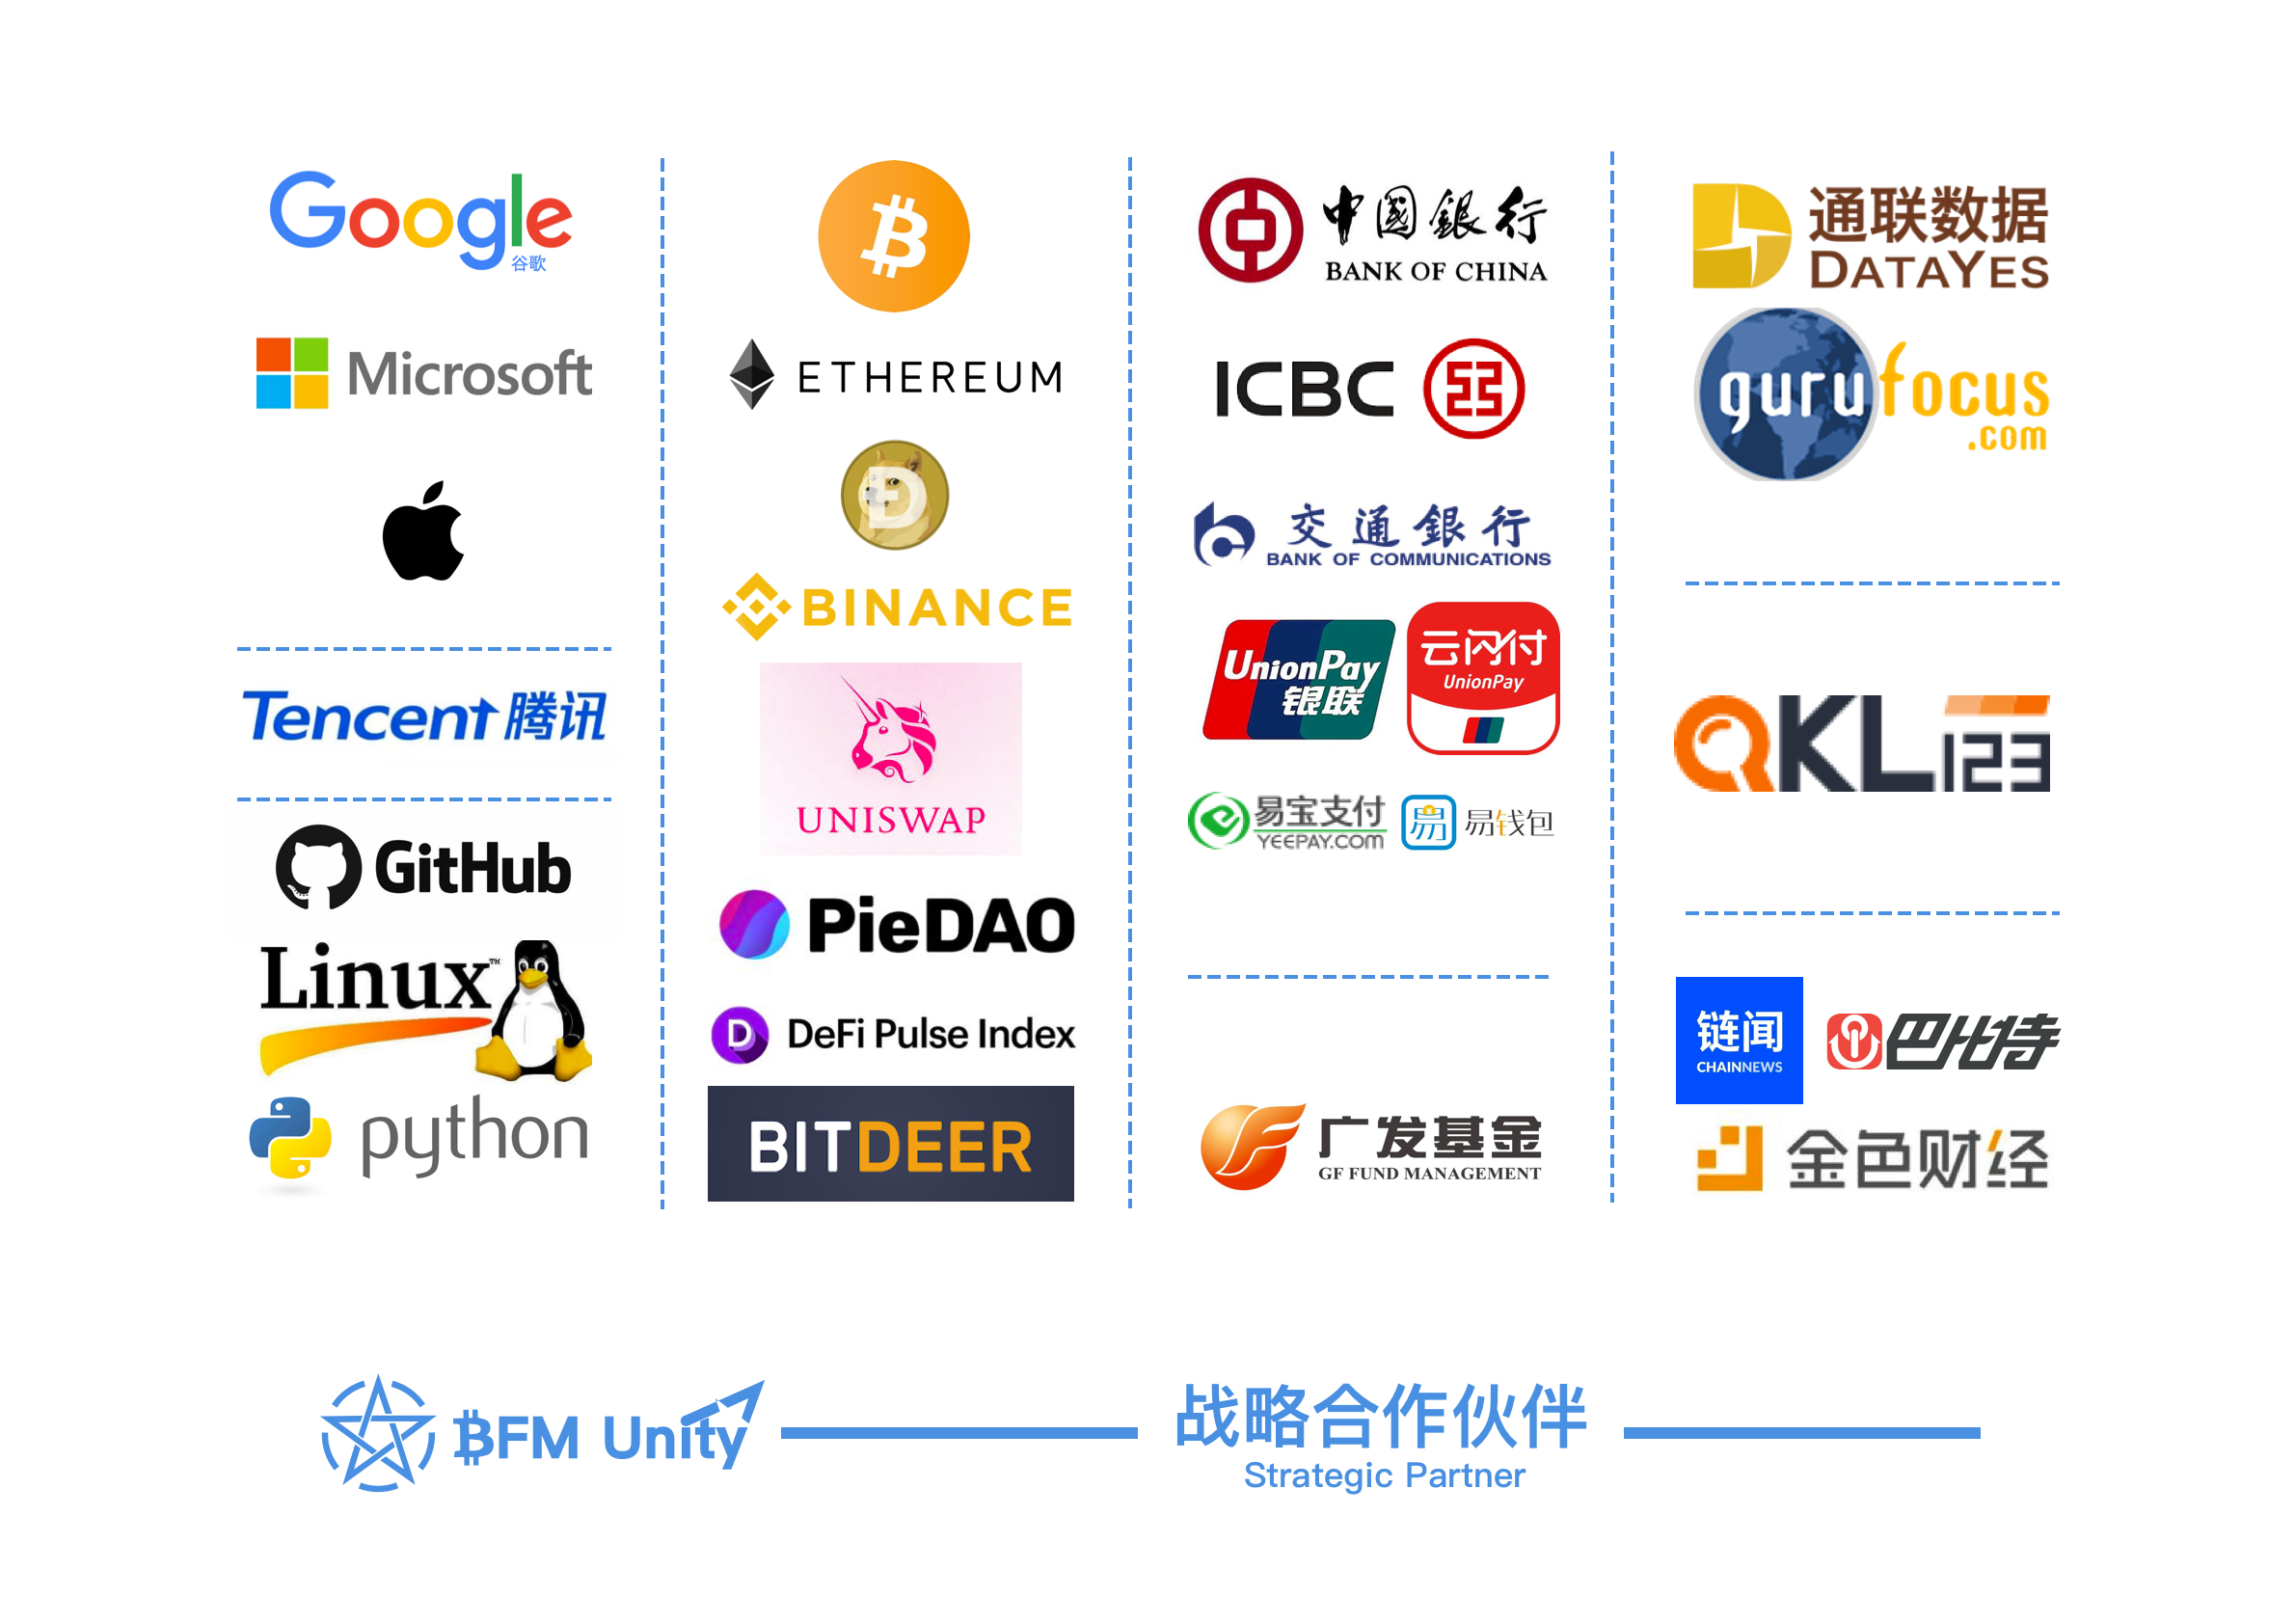 Google
谷歌
Microsoft
Tencent 腾讯
GitHub
Linux™
python
ETHEREUM
BINANCE
UNISWAP
PieDAO
DeFi Pulse Index
BITDEER
中國銀行
BANK OF CHINA
ICBC
交通銀行
BANK OF COMMUNICATIONS
UnionPay
银联
云闪付
UnionPay
易宝支付
YEEPAY.COM
易钱包
广发基金
GF FUND MANAGEMENT
通联数据
DATAYES
gurufocus
.com
QKL123
链闻
CHAINNEWS
巴比特
金色财经
BFM Unity
战略合作伙伴
Strategic Partner